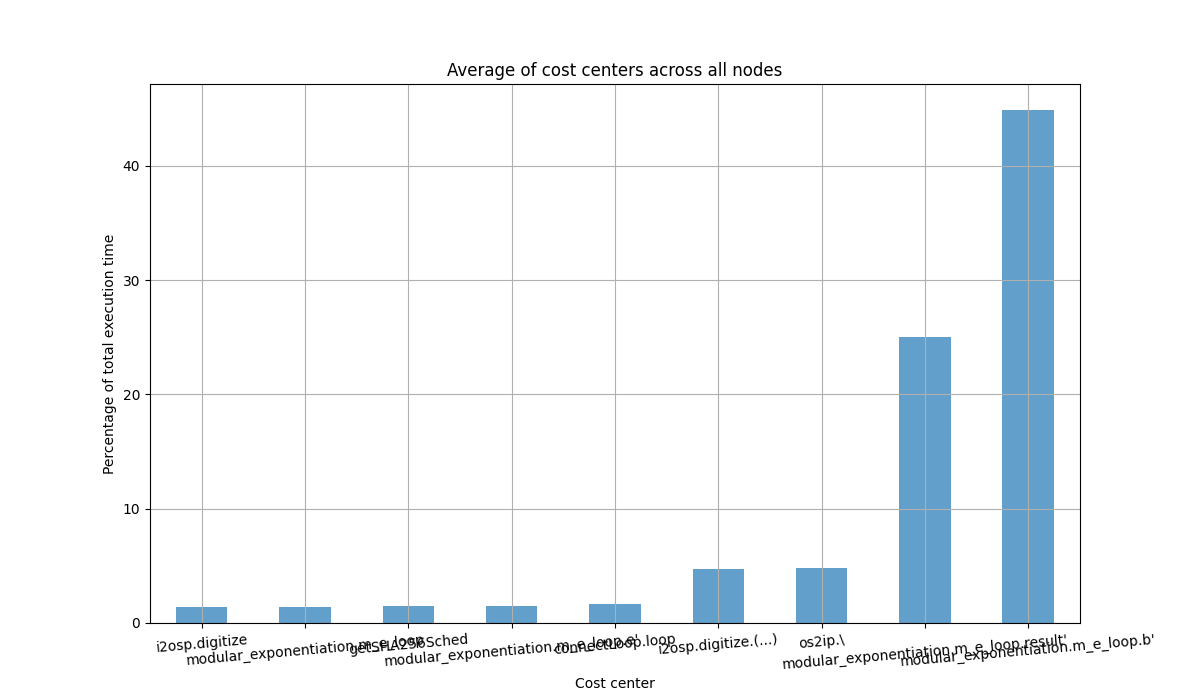 Average of cost centers across all nodes
Percentage of total execution time
40
30
20
10
0
i2osp.digitize
modular_exponentiation.m_e_loop
getSHA256Sched
modular_exponentiation.m_e_loop.e'
connectLoop.loop
i2osp.digitize.(...)
os2ip.\
modular_exponentiation.m_e_loop.result'
modular_exponentiation.m_e_loop.b'
Cost center